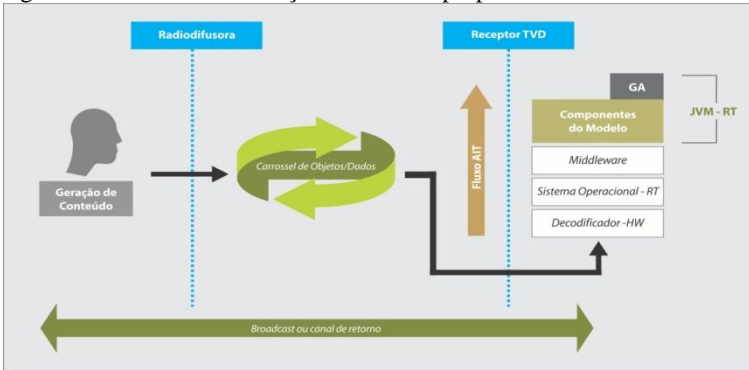 Radiodifusora
Receptor TVD
GA
Componentes
do Modelo
JVM - RT
Middleware
Sistema Operacional - RT
Decodificador -HW
Fluxo AIT
Carrossel de Objetos/Dados
Geração de
Conteúdo
Broadcast ou canal de retorno